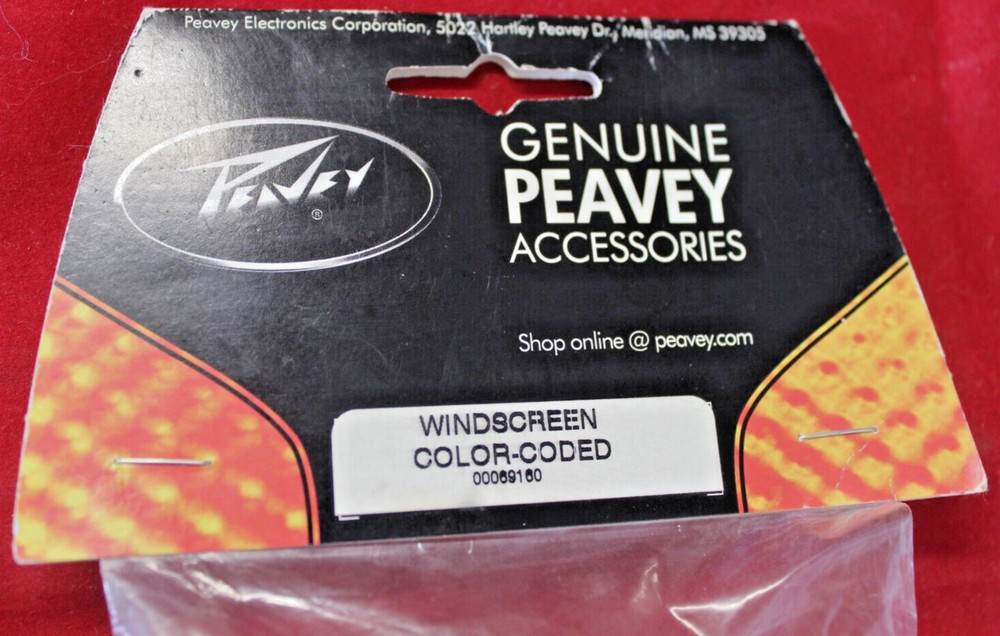 Peavey Electronics Corporation, 5022 Hartley Peavey Dr., Meridian, MS 39305
PEAVEY
®
GENUINE
PEAVEY
ACCESSORIES
Shop online @ peavey.com
WINDSCREEN
COLOR-CODED
00069160